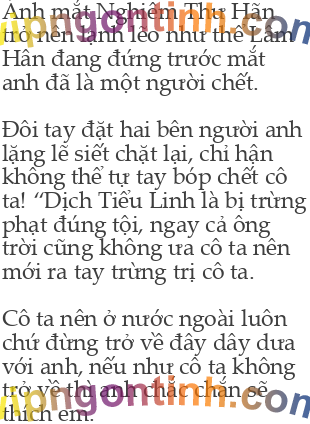 Ánh mắt Nghiêm Thư Hãn
trở nên lạnh lẽo như thể Lâm
Hân đang đứng trước mắt
anh đã là một người chết.
Đôi tay đặt hai bên người anh
lặng lẽ siết chặt lại, chỉ hận
không thể tự tay bóp chết cô
ta! “Dịch Tiểu Linh là bị trừng
phạt đúng tội, ngay cả ông
trời cũng không ưa cô ta nên
mới ra tay trừng trị cô ta.
Cô ta nên ở nước ngoài luôn
chứ đừng trở về đây dây dưa
với anh, nếu như cô ta không
trở về thì anh chắc chắn sẽ
thích em.